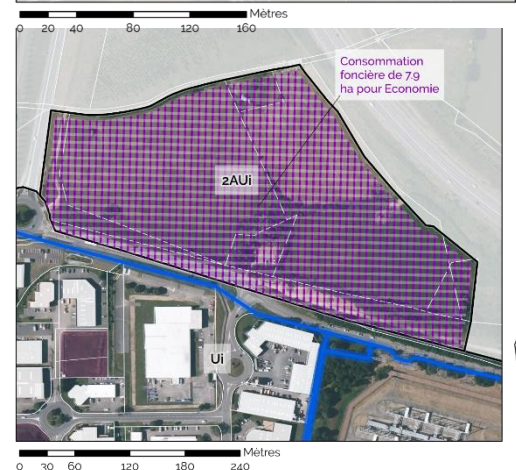 Mètres
0 20 40 80 120 160
Consommation
foncière de 7.9
ha pour Economie
2AUi
Ui
Mètres
0 30 60 120 180 240